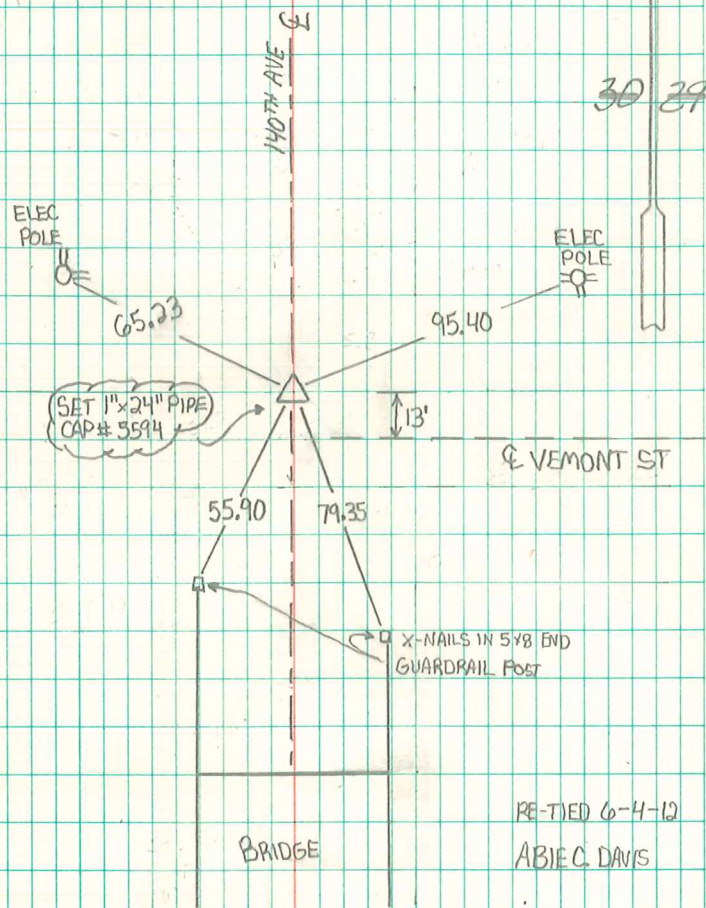 140TH AVE
30 29
ELEC
POLE
ELEC
POLE
65.23
95.40
SET 1"x24" PIPE
CAP # 5594
13'
℄ VEMONT ST
55.90
79.35
X-NAILS IN 5x8 END
GUARDRAIL POST
RE-TIED 6-4-12
ABIE C. DAVIS
BRIDGE